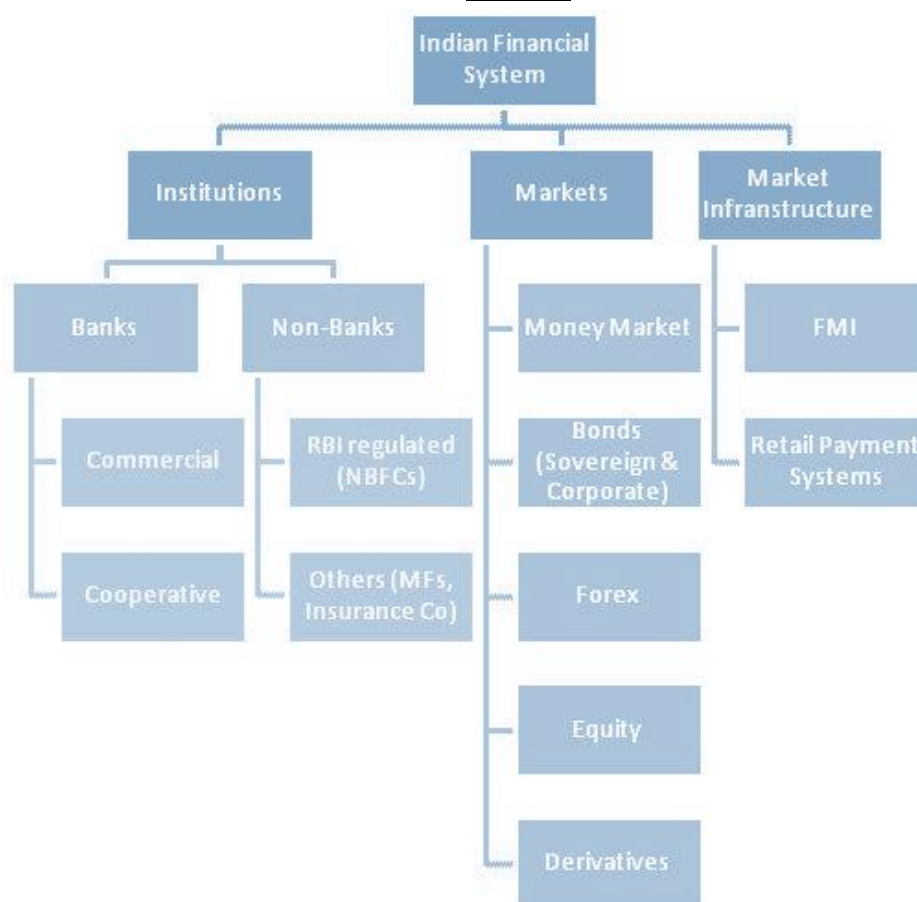 Indian Financial
System
Institutions
Markets
Market
Infranstructure
Banks
Non-Banks
Money Market
FMI
Commercial
RBI regulated
(NBFCs)
Bonds
(Sovereign &
Corporate)
Retail Payment
Systems
Cooperative
Others (MFs,
Insurance Co)
Forex
Equity
Derivatives